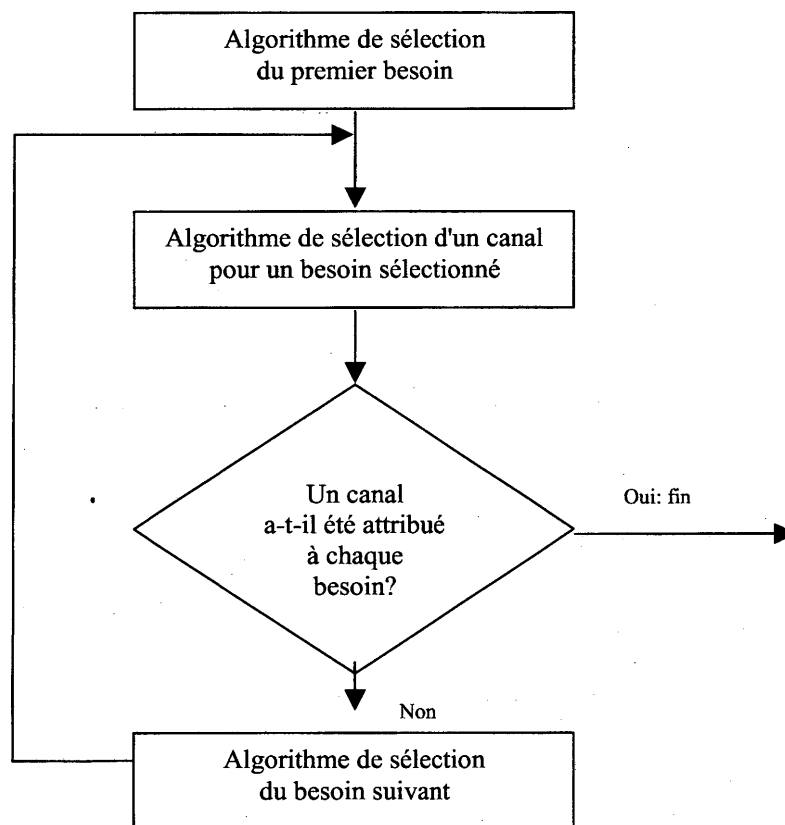 Algorithme de sélection
du premier besoin
Algorithme de sélection d'un canal
pour un besoin sélectionné
Un canal
a-t-il été attribué
à chaque
besoin?
Oui: fin
Non
Algorithme de sélection
du besoin suivant